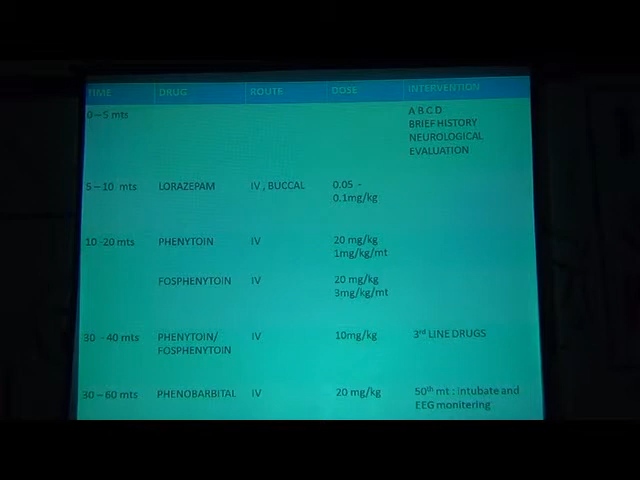 TIME DRUG ROUTE DOSE INTERVENTION
0 – 5 mts A B C D
BRIEF HISTORY
NEUROLOGICAL
EVALUATION
5 – 10 mts LORAZEPAM IV , BUCCAL 0.05 -
0.1mg/kg
10 -20 mts PHENYTOIN IV 20 mg/kg
1mg/kg/mt
FOSPHENYTOIN IV 20 mg/kg
3mg/kg/mt
30 - 40 mts PHENYTOIN/ IV 10mg/kg 3rd LINE DRUGS
FOSPHENYTOIN
30 – 60 mts PHENOBARBITAL IV 20 mg/kg 50th mt : Intubate and
EEG monitering